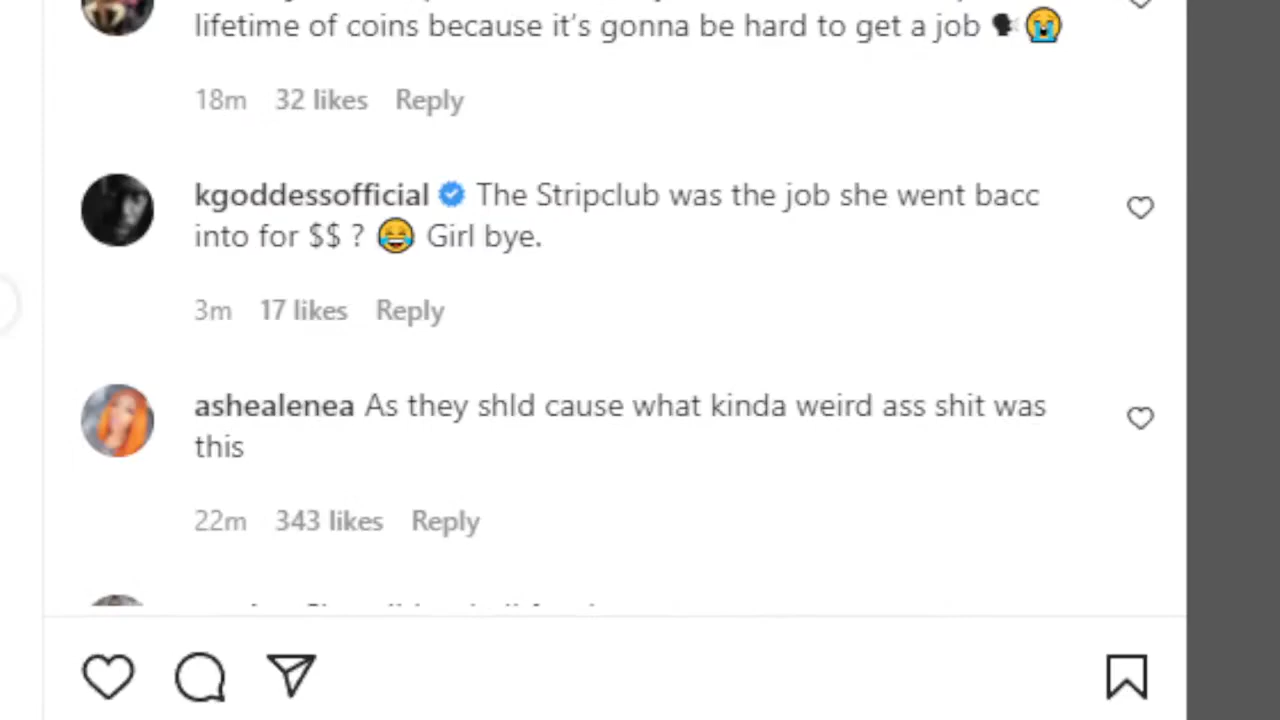 lifetime of coins because it's gonna be hard to get a job 🗣😭
18m 32 likes Reply
kgoddessofficial The Stripclub was the job she went bacc
into for $$ ? 😂 Girl bye.
3m 17 likes Reply
ashealenea As they shld cause what kinda weird ass shit was
this
22m 343 likes Reply